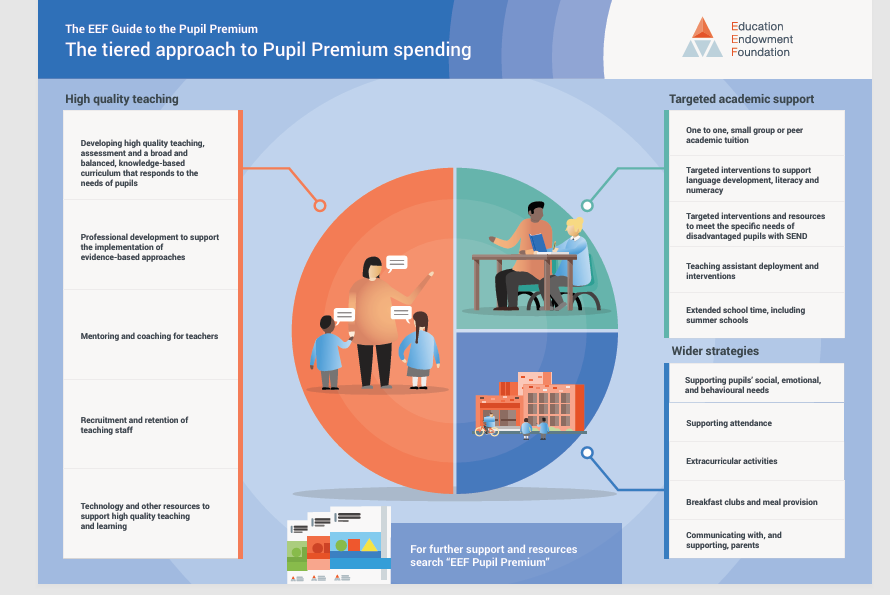 The EEF Guide to the Pupil Premium
The tiered approach to Pupil Premium spending
Education
Endowment
Foundation
High quality teaching
Developing high quality teaching,
assessment and a broad and
balanced, knowledge-based
curriculum that responds to the
needs of pupils
Professional development to support
the implementation of
evidence-based approaches
Mentoring and coaching for teachers
Recruitment and retention of
teaching staff
Technology and other resources to
support high quality teaching
and learning
Targeted academic support
One to one, small group or peer
academic tuition
Targeted interventions to support
language development, literacy and
numeracy
Targeted interventions and resources
to meet the specific needs of
disadvantaged pupils with SEND
Teaching assistant deployment and
interventions
Extended school time, including
summer schools
Wider strategies
Supporting pupils' social, emotional,
and behavioural needs
Supporting attendance
Extracurricular activities
Breakfast clubs and meal provision
Communicating with, and
supporting, parents
For further support and resources
search "EEF Pupil Premium"